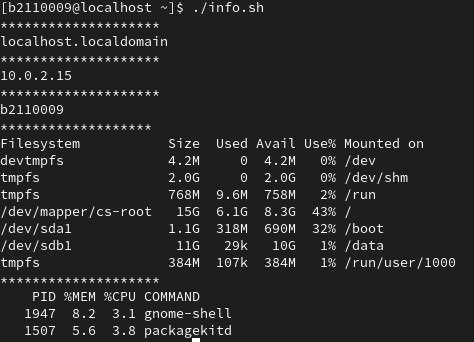 [b2110009@localhost ~]$ ./info.sh
********************
localhost.localdomain
********************
10.0.2.15
********************
b2110009
*******************
Filesystem           Size  Used Avail Use% Mounted on
devtmpfs             4.2M     0  4.2M   0% /dev
tmpfs                2.0G     0  2.0G   0% /dev/shm
tmpfs                768M  9.6M  758M   2% /run
/dev/mapper/cs-root   15G  6.1G  8.3G  43% /
/dev/sda1            1.1G  318M  690M  32% /boot
/dev/sdb1             11G   29k   10G   1% /data
tmpfs                384M  107k  384M   1% /run/user/1000
********************
    PID %MEM %CPU COMMAND
   1947  8.2  3.1 gnome-shell
   1507  5.6  3.8 packagekitd